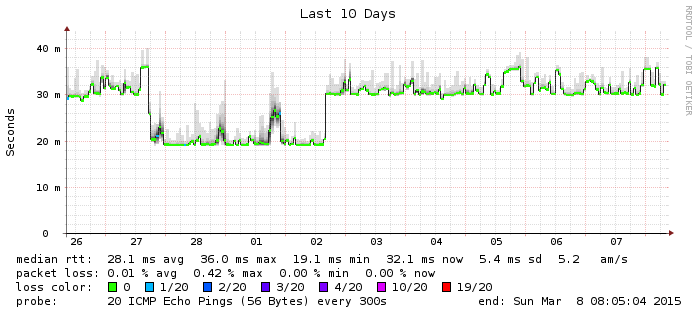 Last 10 Days
RRDTOOL / TOBI OETIKER
Seconds
40 m
30 m
20 m
10 m
0
26 27 28 01 02 03 04 05 06 07
median rtt: 28.1 ms avg 36.0 ms max 19.1 ms min 32.1 ms now 5.4 ms sd 5.2 am/s
packet loss: 0.01 % avg 0.42 % max 0.00 % min 0.00 % now
loss color: 0 1/20 2/20 3/20 4/20 10/20 19/20
probe: 20 ICMP Echo Pings (56 Bytes) every 300s end: Sun Mar 8 08:05:04 2015